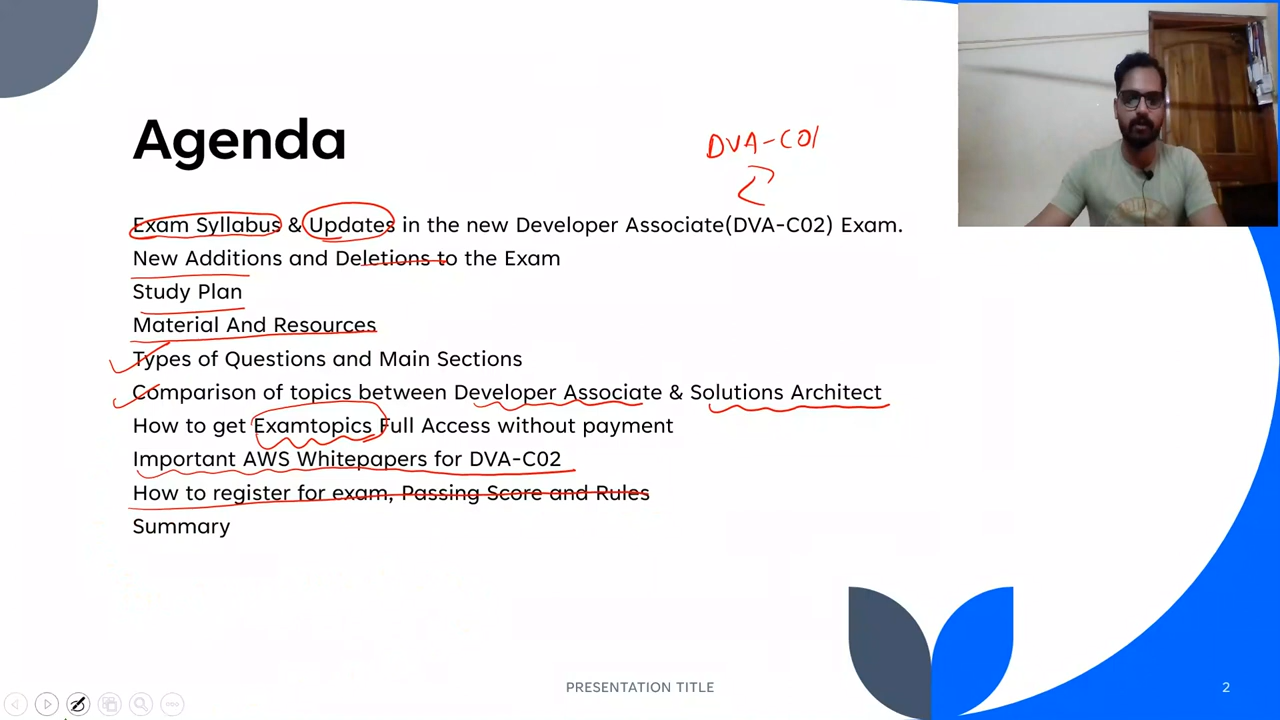 Agenda
DVA-C01
Exam Syllabus & Updates in the new Developer Associate(DVA-C02) Exam.
New Additions and Deletions to the Exam
Study Plan
Material And Resources
Types of Questions and Main Sections
Comparison of topics between Developer Associate & Solutions Architect
How to get Examtopics Full Access without payment
Important AWS Whitepapers for DVA-C02
How to register for exam, Passing Score and Rules
Summary
PRESENTATION TITLE
2